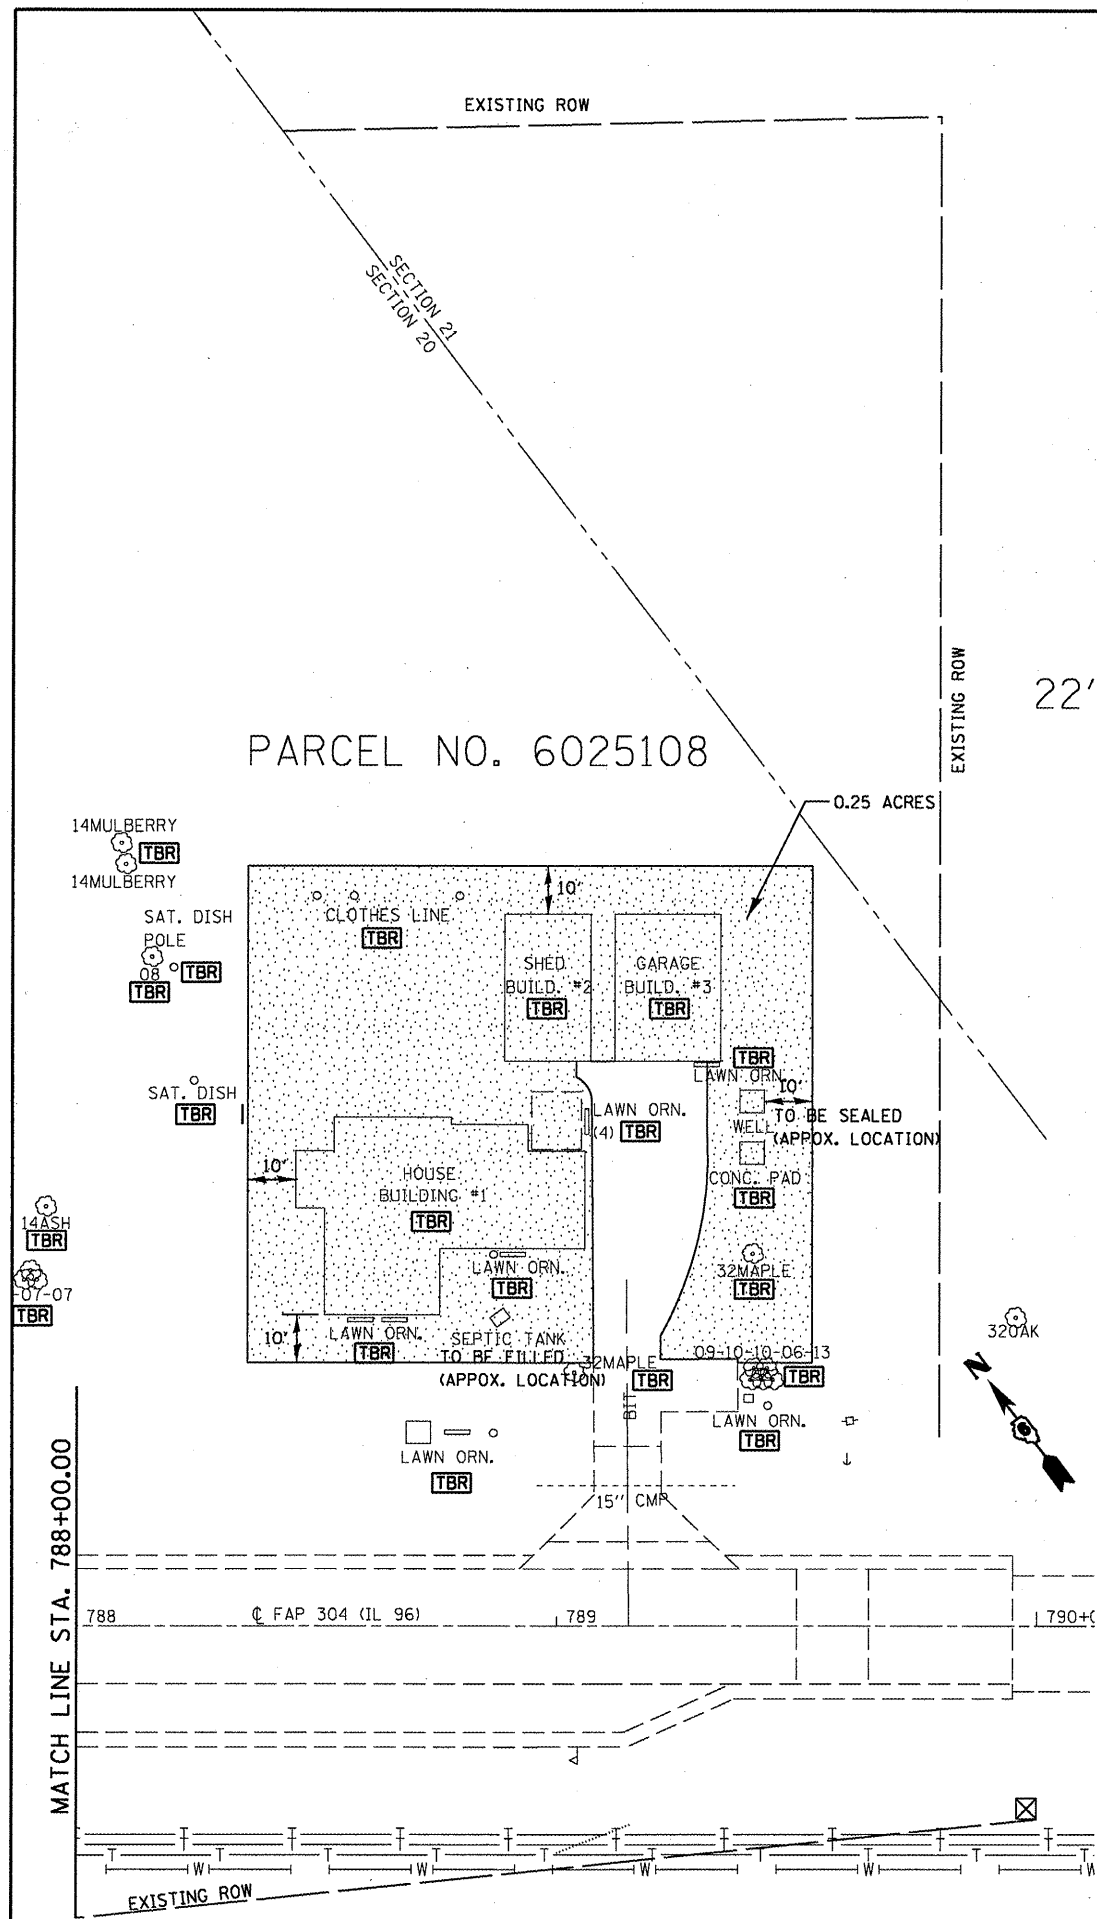 EXISTING ROW
SECTION 21
SECTION 20
EXISTING ROW
22'
PARCEL NO. 6025108
0.25 ACRES
14MULBERRY
TBR
14MULBERRY
10'
SAT. DISH
POLE
TBR
08
TBR
CLOTHES LINE
TBR
SHED
BUILD. #2
TBR
GARAGE
BUILD. #3
TBR
TBR
LAWN ORN.
10'
SAT. DISH
TBR
LAWN ORN.
(4) TBR
WELL
TO BE SEALED
(APPOX. LOCATION)
10'
HOUSE
BUILDING #1
TBR
CONC. PAD
TBR
14ASH
TBR
-07-07
TBR
LAWN ORN.
TBR
32MAPLE
TBR
32OAK
10'
LAWN ORN.
TBR
SEPTIC TANK
TO BE FILLED
(APPOX. LOCATION)
32MAPLE
TBR
09-10-10-06-13
TBR
N
BIT
LAWN ORN.
TBR
LAWN ORN.
TBR
15'' CMP
MATCH LINE STA. 788+00.00
788
℄ FAP 304 (IL 96)
789
790+0
T T T T T T T T T T
T T T T T T T T T
W W W W W
EXISTING ROW